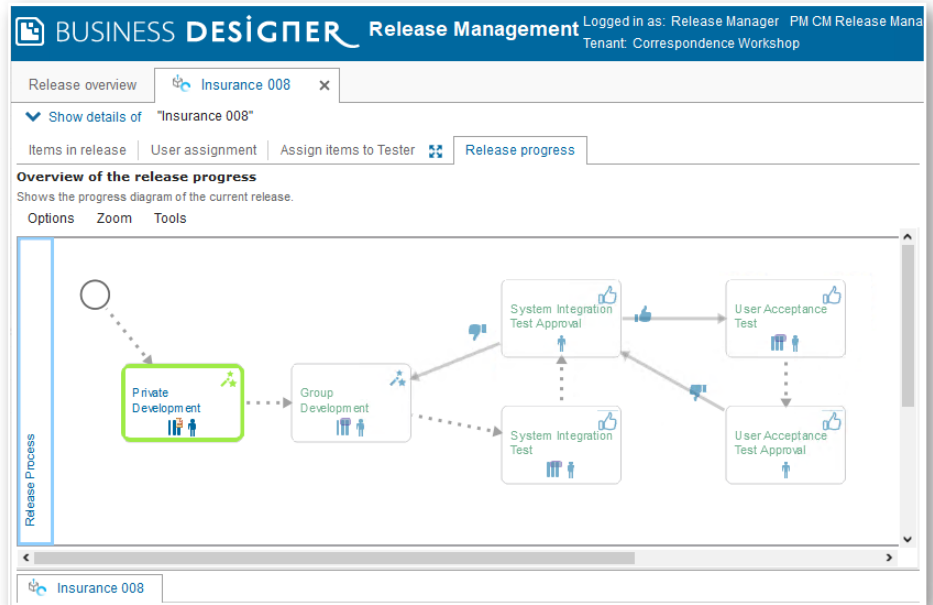 BUSINESS DESIGNER Release Management Logged in as: Release Manager PM CM Release Mana
Tenant: Correspondence Workshop
Release overview Insurance 008
Show details of "Insurance 008"
Items in release User assignment Assign items to Tester Release progress
Overview of the release progress
Shows the progress diagram of the current release.
Options Zoom Tools
Release Process
Private
Development
Group
Development
System Integration
Test Approval
System Integration
Test
User Acceptance
Test
User Acceptance
Test Approval
Insurance 008